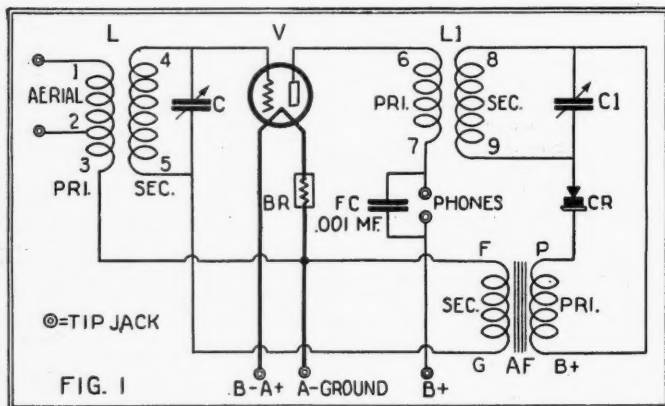 L V L1
1 4 6 8
AERIAL C PRI. SEC. C1
2
3 5 7 9
PRI. SEC. BR FC PHONES CR
.001 MF.
F P
SEC. PRI.
=TIP JACK
G AF B+
FIG. 1 B-A+ A-GROUND B+